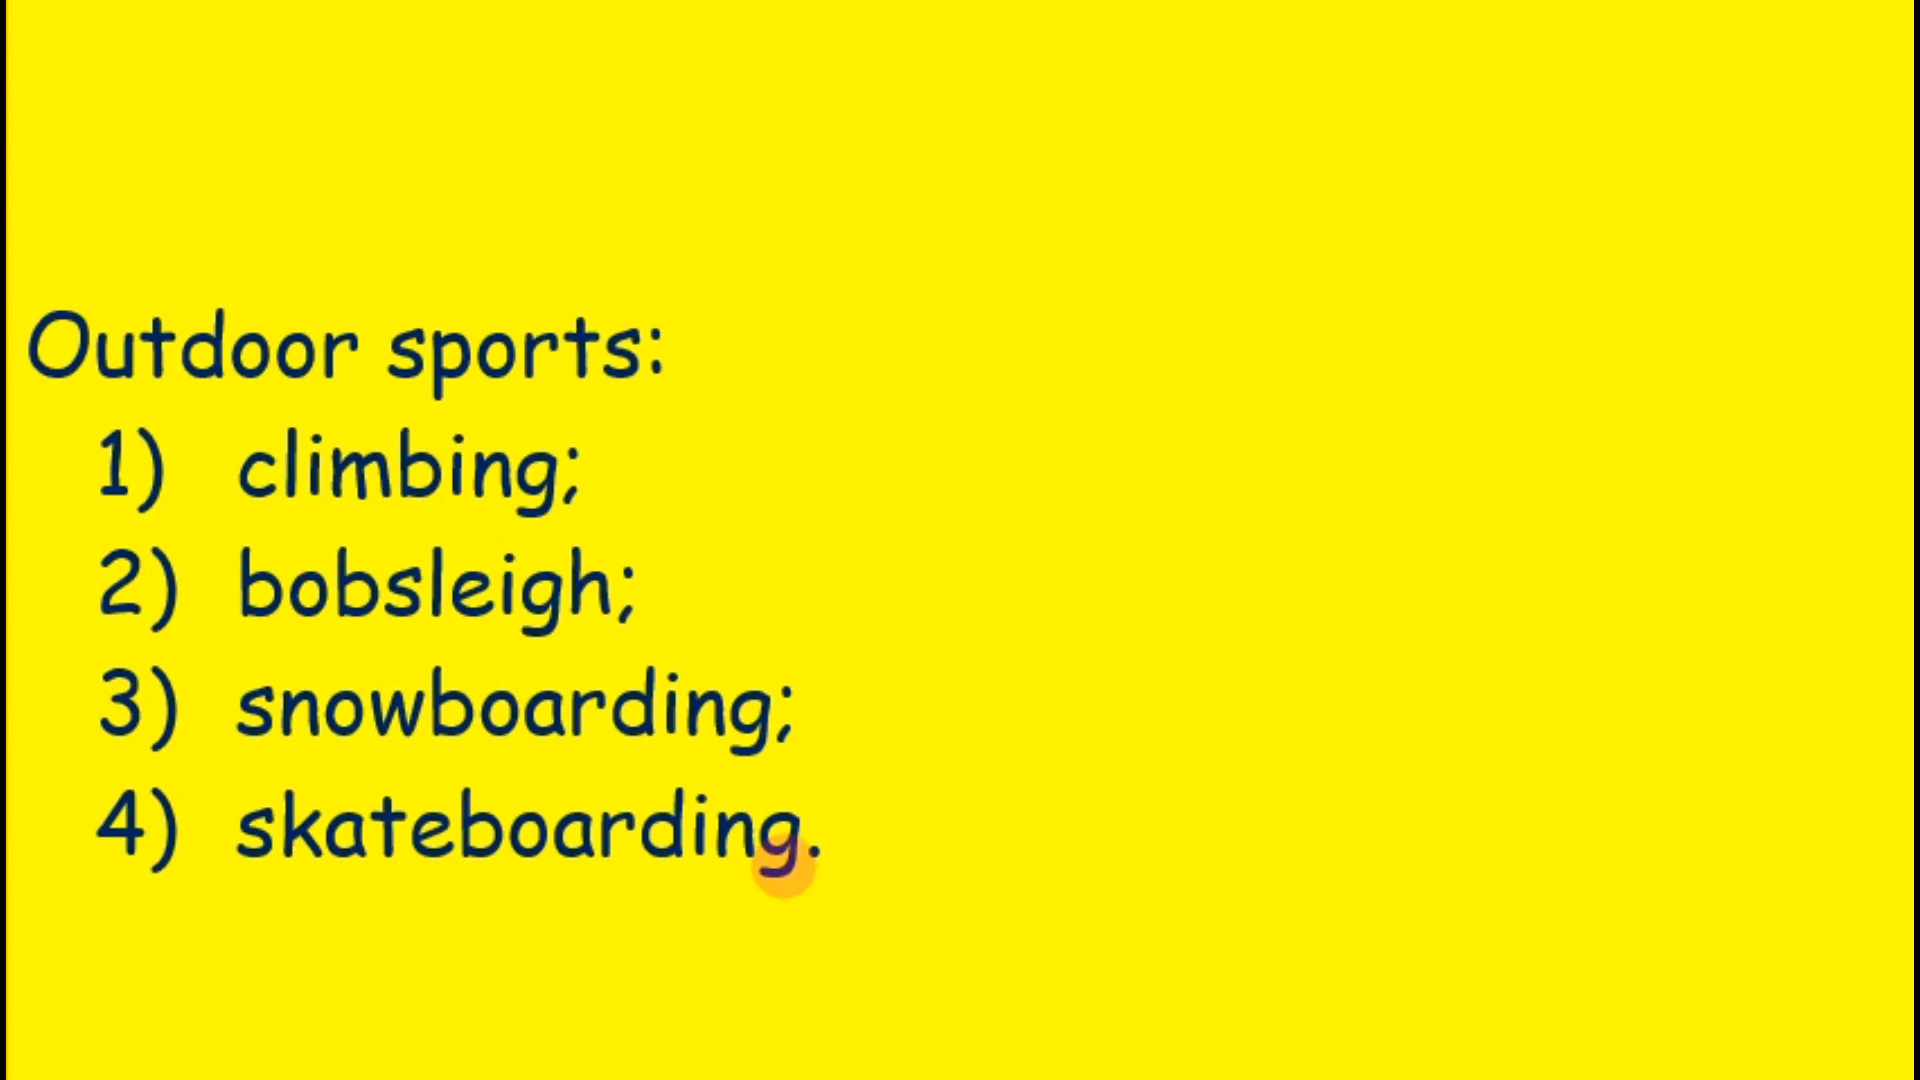 Outdoor sports:
1) climbing;
2) bobsleigh;
3) snowboarding;
4) skateboarding.